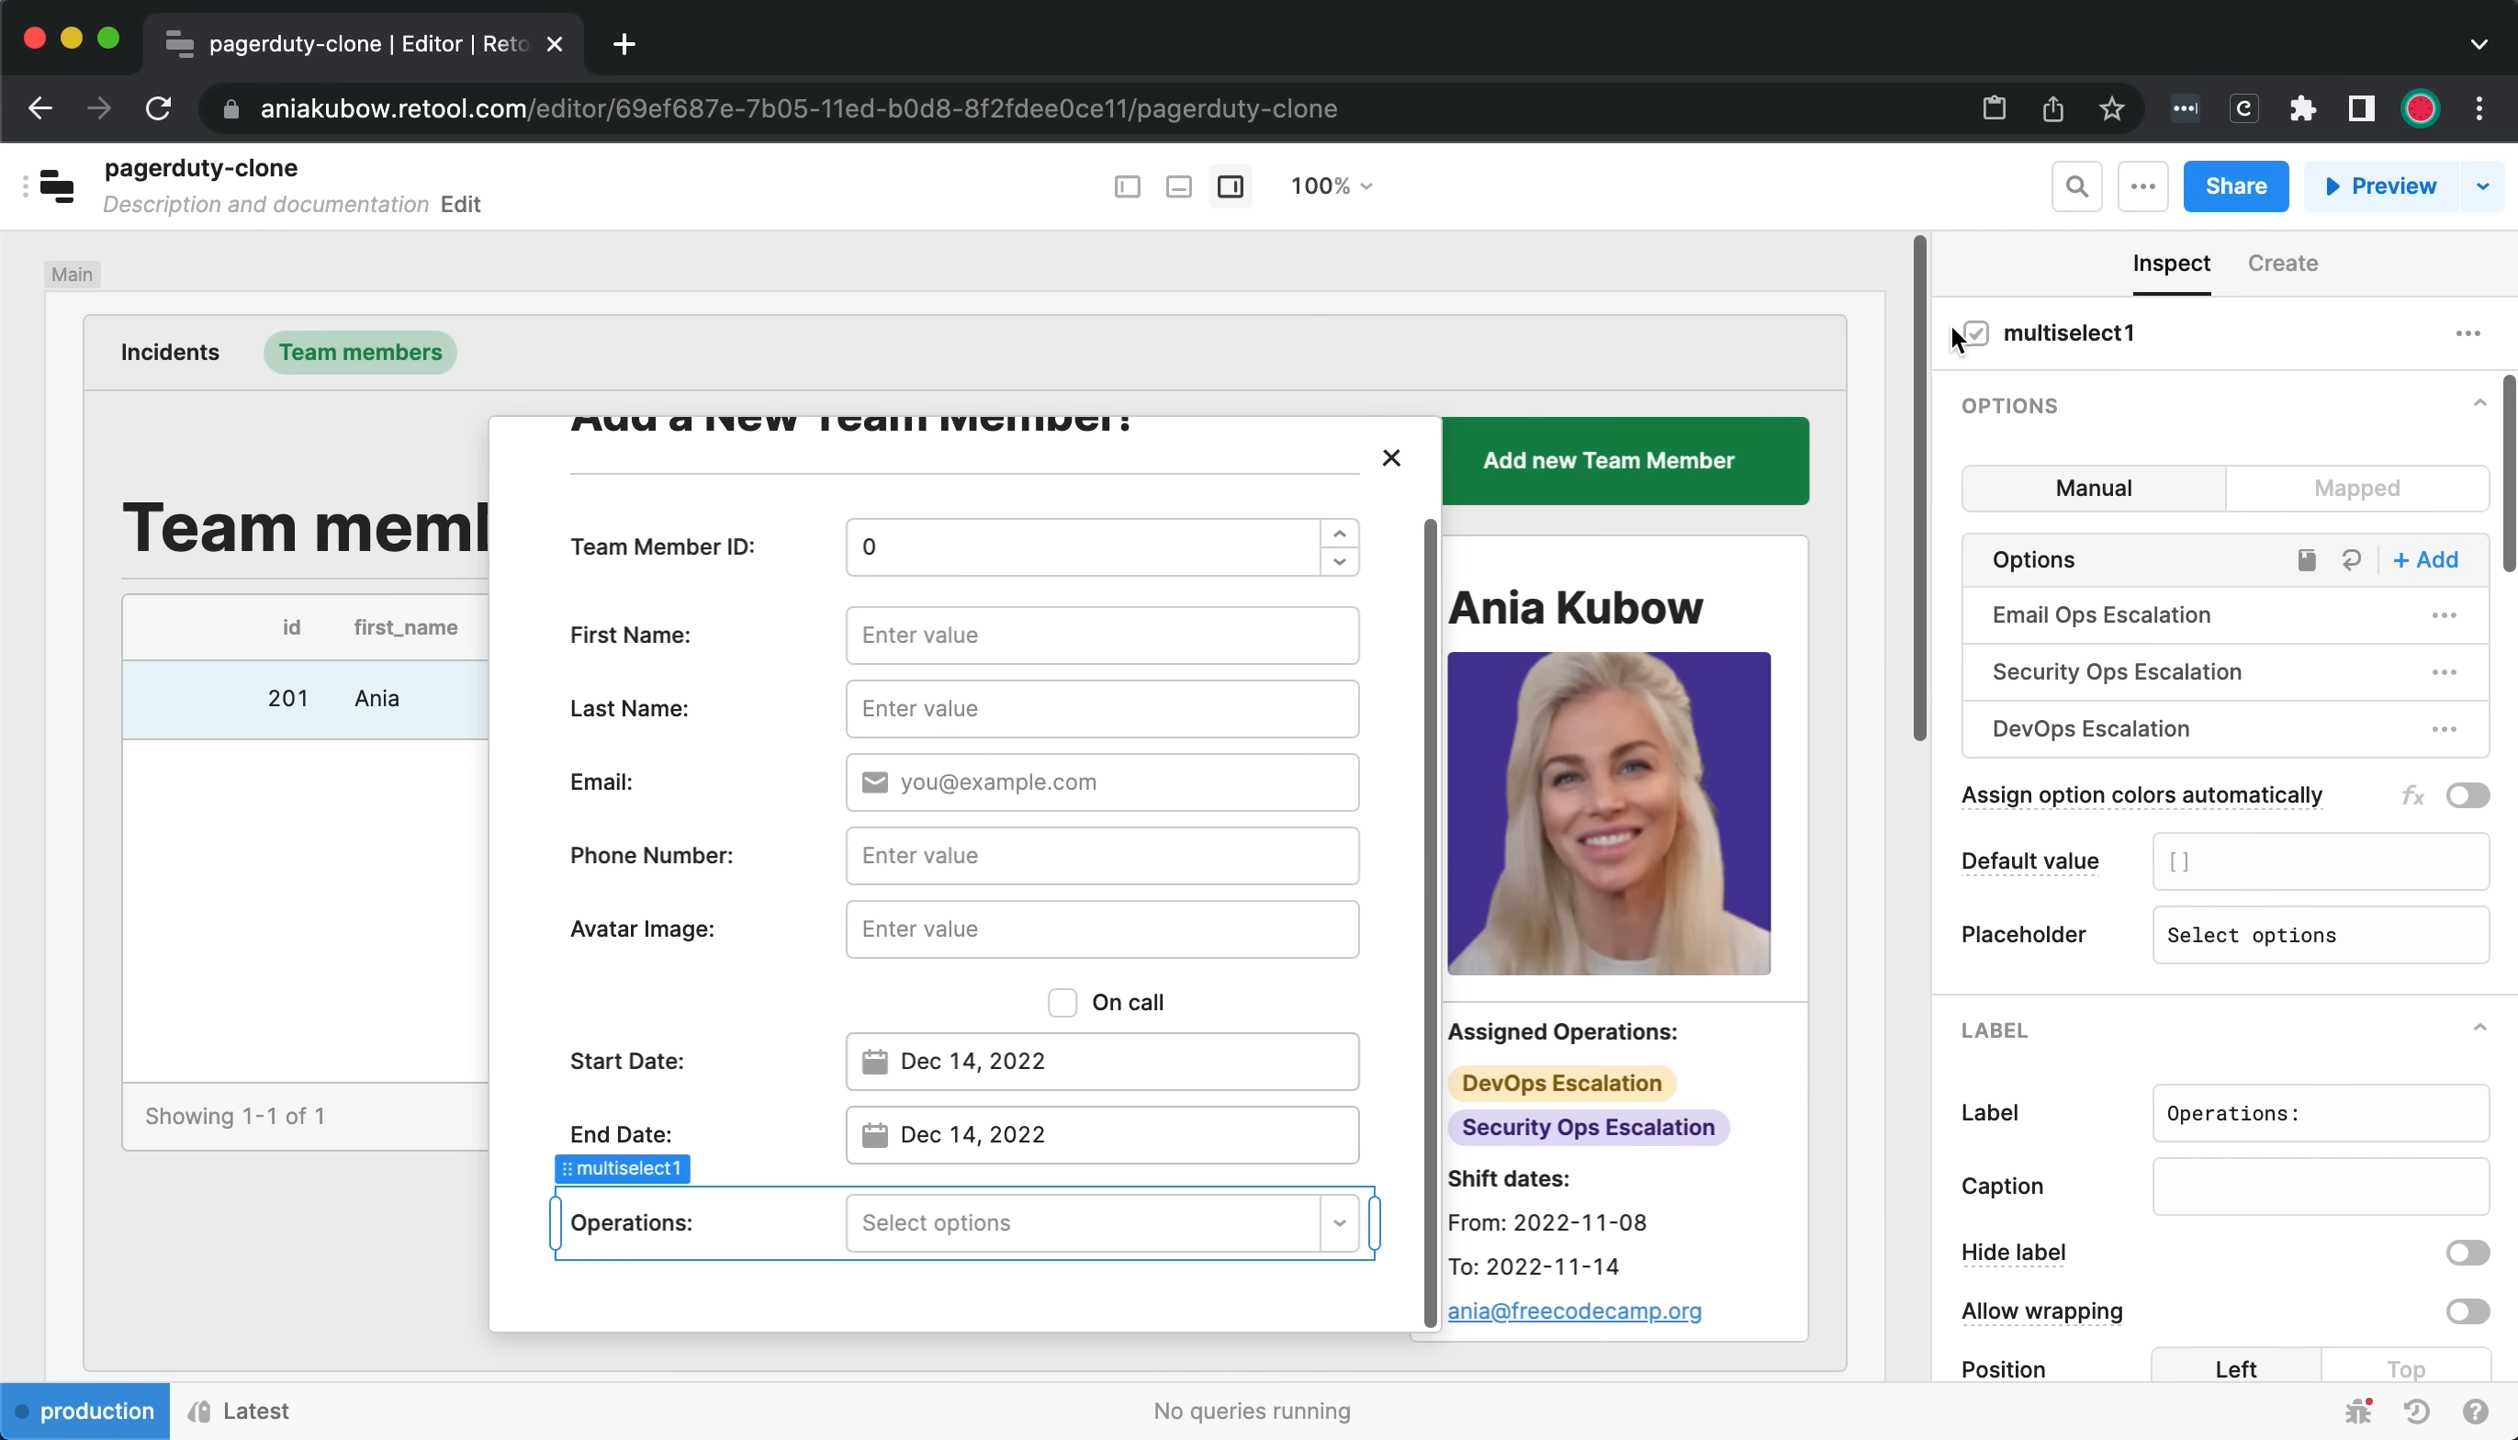 pagerduty-clone | Editor | Reto
aniakubow.retool.com/editor/69ef687e-7b05-11ed-b0d8-8f2fdee0ce11/pagerduty-clone
pagerduty-clone
Description and documentation Edit
100%
Share
Preview
Main
Inspect
Create
Incidents
Team members
multiselect1
OPTIONS
Add a New Team Member!
Add new Team Member
Manual
Mapped
Team memb
Team Member ID:
0
Options
+ Add
Ania Kubow
Email Ops Escalation
id
first_name
First Name:
Enter value
Security Ops Escalation
201
Ania
Last Name:
Enter value
DevOps Escalation
Email:
you@example.com
Assign option colors automatically
fx
Phone Number:
Enter value
Default value
[]
Avatar Image:
Enter value
Placeholder
Select options
On call
Assigned Operations:
LABEL
Start Date:
Dec 14, 2022
DevOps Escalation
Label
Operations:
Showing 1-1 of 1
End Date:
Dec 14, 2022
Security Ops Escalation
multiselect1
Shift dates:
Caption
Operations:
Select options
From: 2022-11-08
Hide label
To: 2022-11-14
ania@freecodecamp.org
Allow wrapping
Position
Left
Top
production
Latest
No queries running